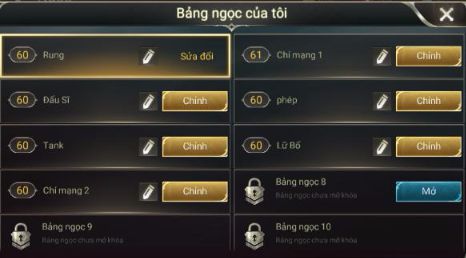 Bảng ngọc của tôi
60 Rung Sửa đổi
61 Chí mạng 1 Chỉnh
60 Đấu Sĩ Chỉnh
60 phép Chỉnh
60 Tank Chỉnh
60 Lữ Bố Chỉnh
60 Chí mạng 2 Chỉnh
Bảng ngọc 8
Bảng ngọc chưa mở khóa
Mở
Bảng ngọc 9
Bảng ngọc chưa mở khóa
Bảng ngọc 10
Bảng ngọc chưa mở khóa